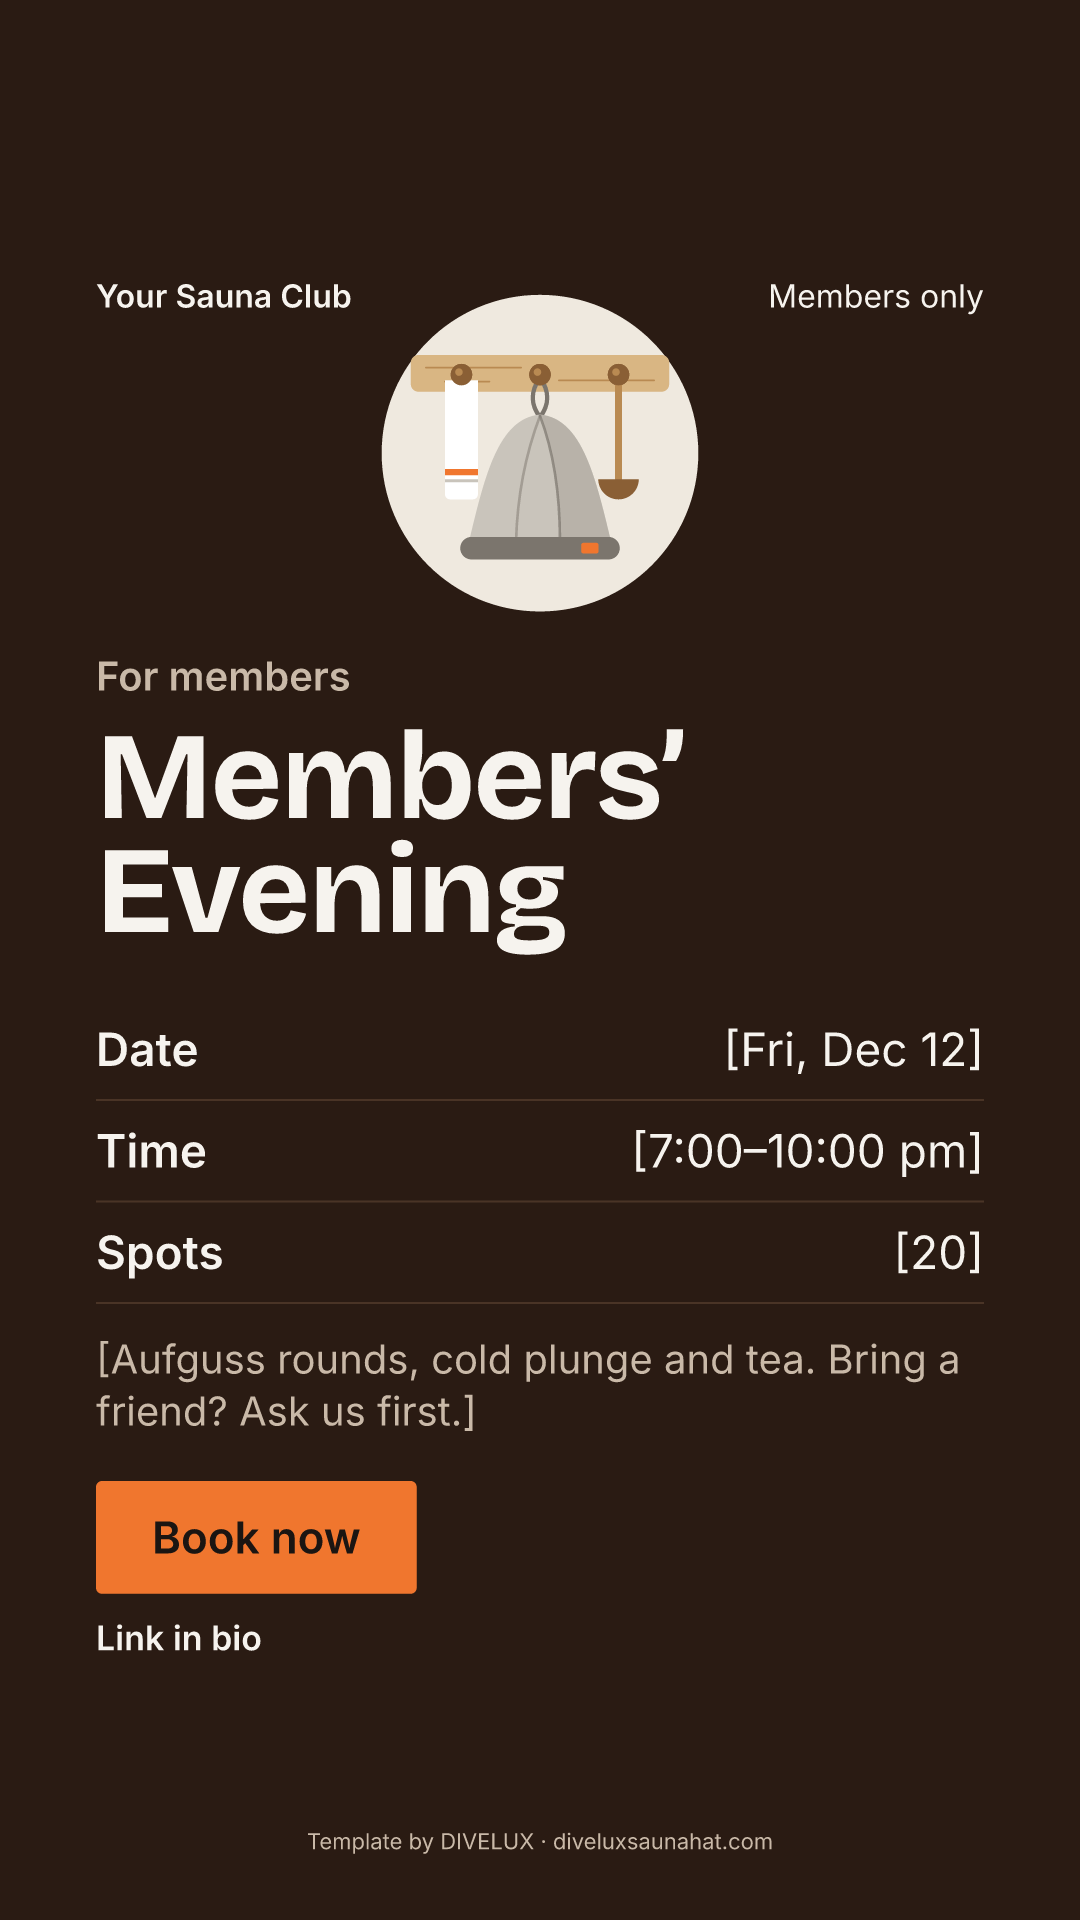 Your Sauna Club
Members only
For members
Members’
Evening
Date
[Fri, Dec 12]
Time
[7:00–10:00 pm]
Spots
[20]
[Aufguss rounds, cold plunge and tea. Bring a
friend? Ask us first.]
Book now
Link in bio
Template by DIVELUX · diveluxsaunahat.com